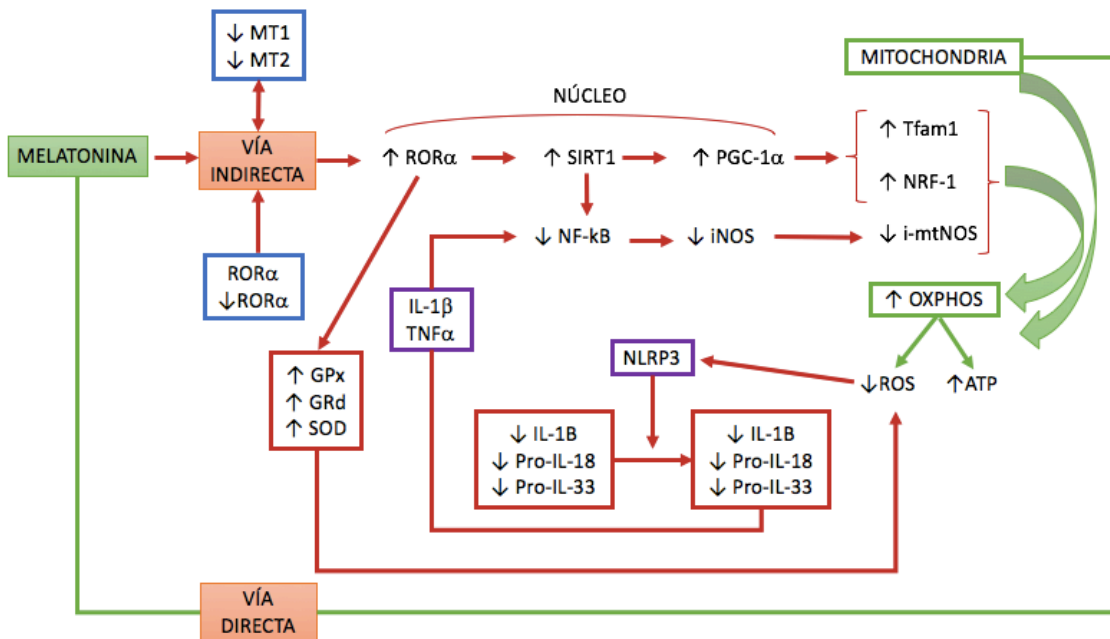 ↓ MT1
↓ MT2
MITOCHONDRIA
NÚCLEO
MELATONINA
VÍA
INDIRECTA
↑ RORα
↑ SIRT1
↑ PGC-1α
↑ Tfam1
↑ NRF-1
↓ NF-kB
↓ iNOS
↓ i-mtNOS
RORα
↓RORα
IL-1β
TNFα
↑ OXPHOS
NLRP3
↓ROS
↑ATP
↑ GPx
↑ GRd
↑ SOD
↓ IL-1B
↓ Pro-IL-18
↓ Pro-IL-33
↓ IL-1B
↓ Pro-IL-18
↓ Pro-IL-33
VÍA
DIRECTA